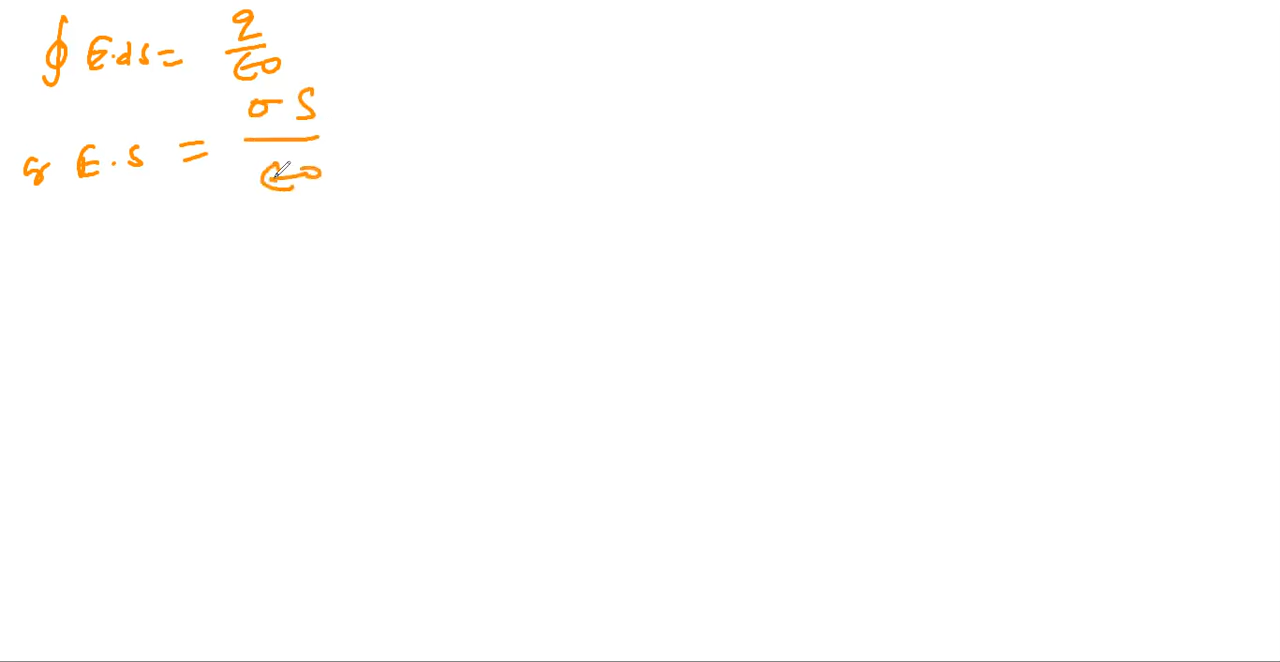 ∮ E.ds = q/ε0
or E.s = σS/ε0